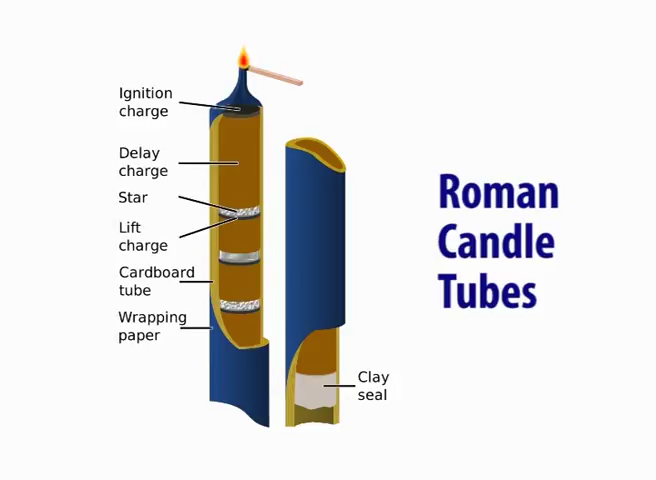 Ignition
charge
Delay
charge
Star
Lift
charge
Cardboard
tube
Wrapping
paper
Clay
seal
Roman
Candle
Tubes